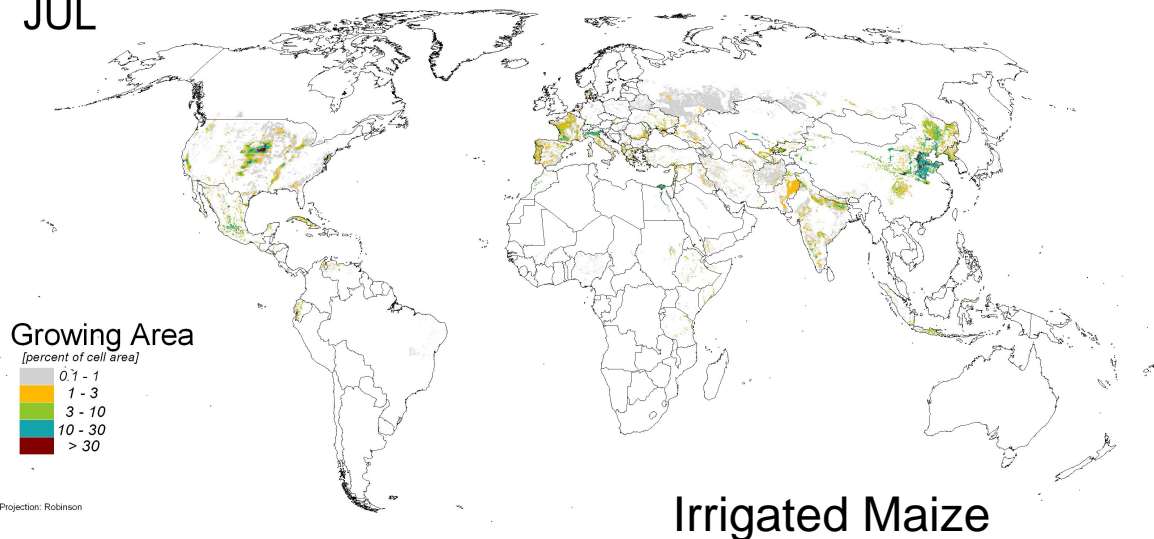 JUL
Growing Area
[percent of cell area]
0.1 - 1
1 - 3
3 - 10
10 - 30
> 30
Projection: Robinson
Irrigated Maize